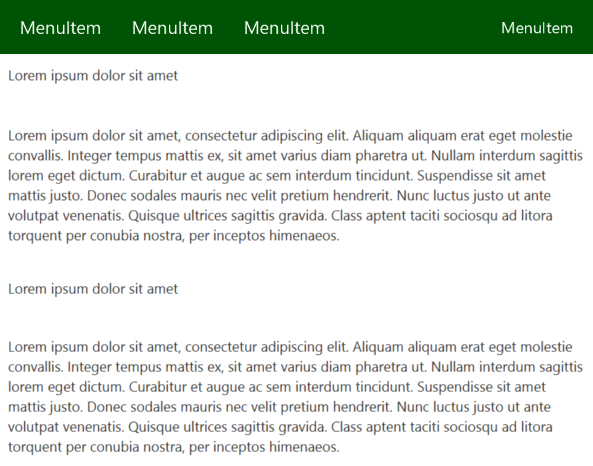 MenuItem MenuItem MenuItem MenuItem
Lorem ipsum dolor sit amet
Lorem ipsum dolor sit amet, consectetur adipiscing elit. Aliquam aliquam erat eget molestie
convallis. Integer tempus mattis ex, sit amet varius diam pharetra ut. Nullam interdum sagittis
lorem eget dictum. Curabitur et augue ac sem interdum tincidunt. Suspendisse sit amet
mattis justo. Donec sodales mauris nec velit pretium hendrerit. Nunc luctus justo ut ante
volutpat venenatis. Quisque ultrices sagittis gravida. Class aptent taciti sociosqu ad litora
torquent per conubia nostra, per inceptos himenaeos.
Lorem ipsum dolor sit amet
Lorem ipsum dolor sit amet, consectetur adipiscing elit. Aliquam aliquam erat eget molestie
convallis. Integer tempus mattis ex, sit amet varius diam pharetra ut. Nullam interdum sagittis
lorem eget dictum. Curabitur et augue ac sem interdum tincidunt. Suspendisse sit amet
mattis justo. Donec sodales mauris nec velit pretium hendrerit. Nunc luctus justo ut ante
volutpat venenatis. Quisque ultrices sagittis gravida. Class aptent taciti sociosqu ad litora
torquent per conubia nostra, per inceptos himenaeos.